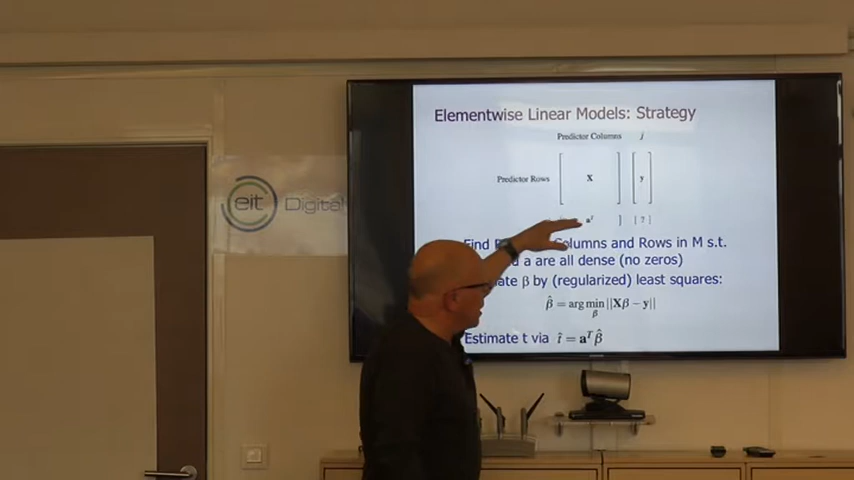 eit Digital
Elementwise Linear Models: Strategy
Predictor Columns j
Predictor Rows [ X ] [ y ]
aᵀ ] [ ? ]
Find Columns and Rows in M s.t.
a are all dense (no zeros)
β by (regularized) least squares:
β̂ = arg min ||Xβ − y||
β
Estimate t via t̂ = aᵀβ̂